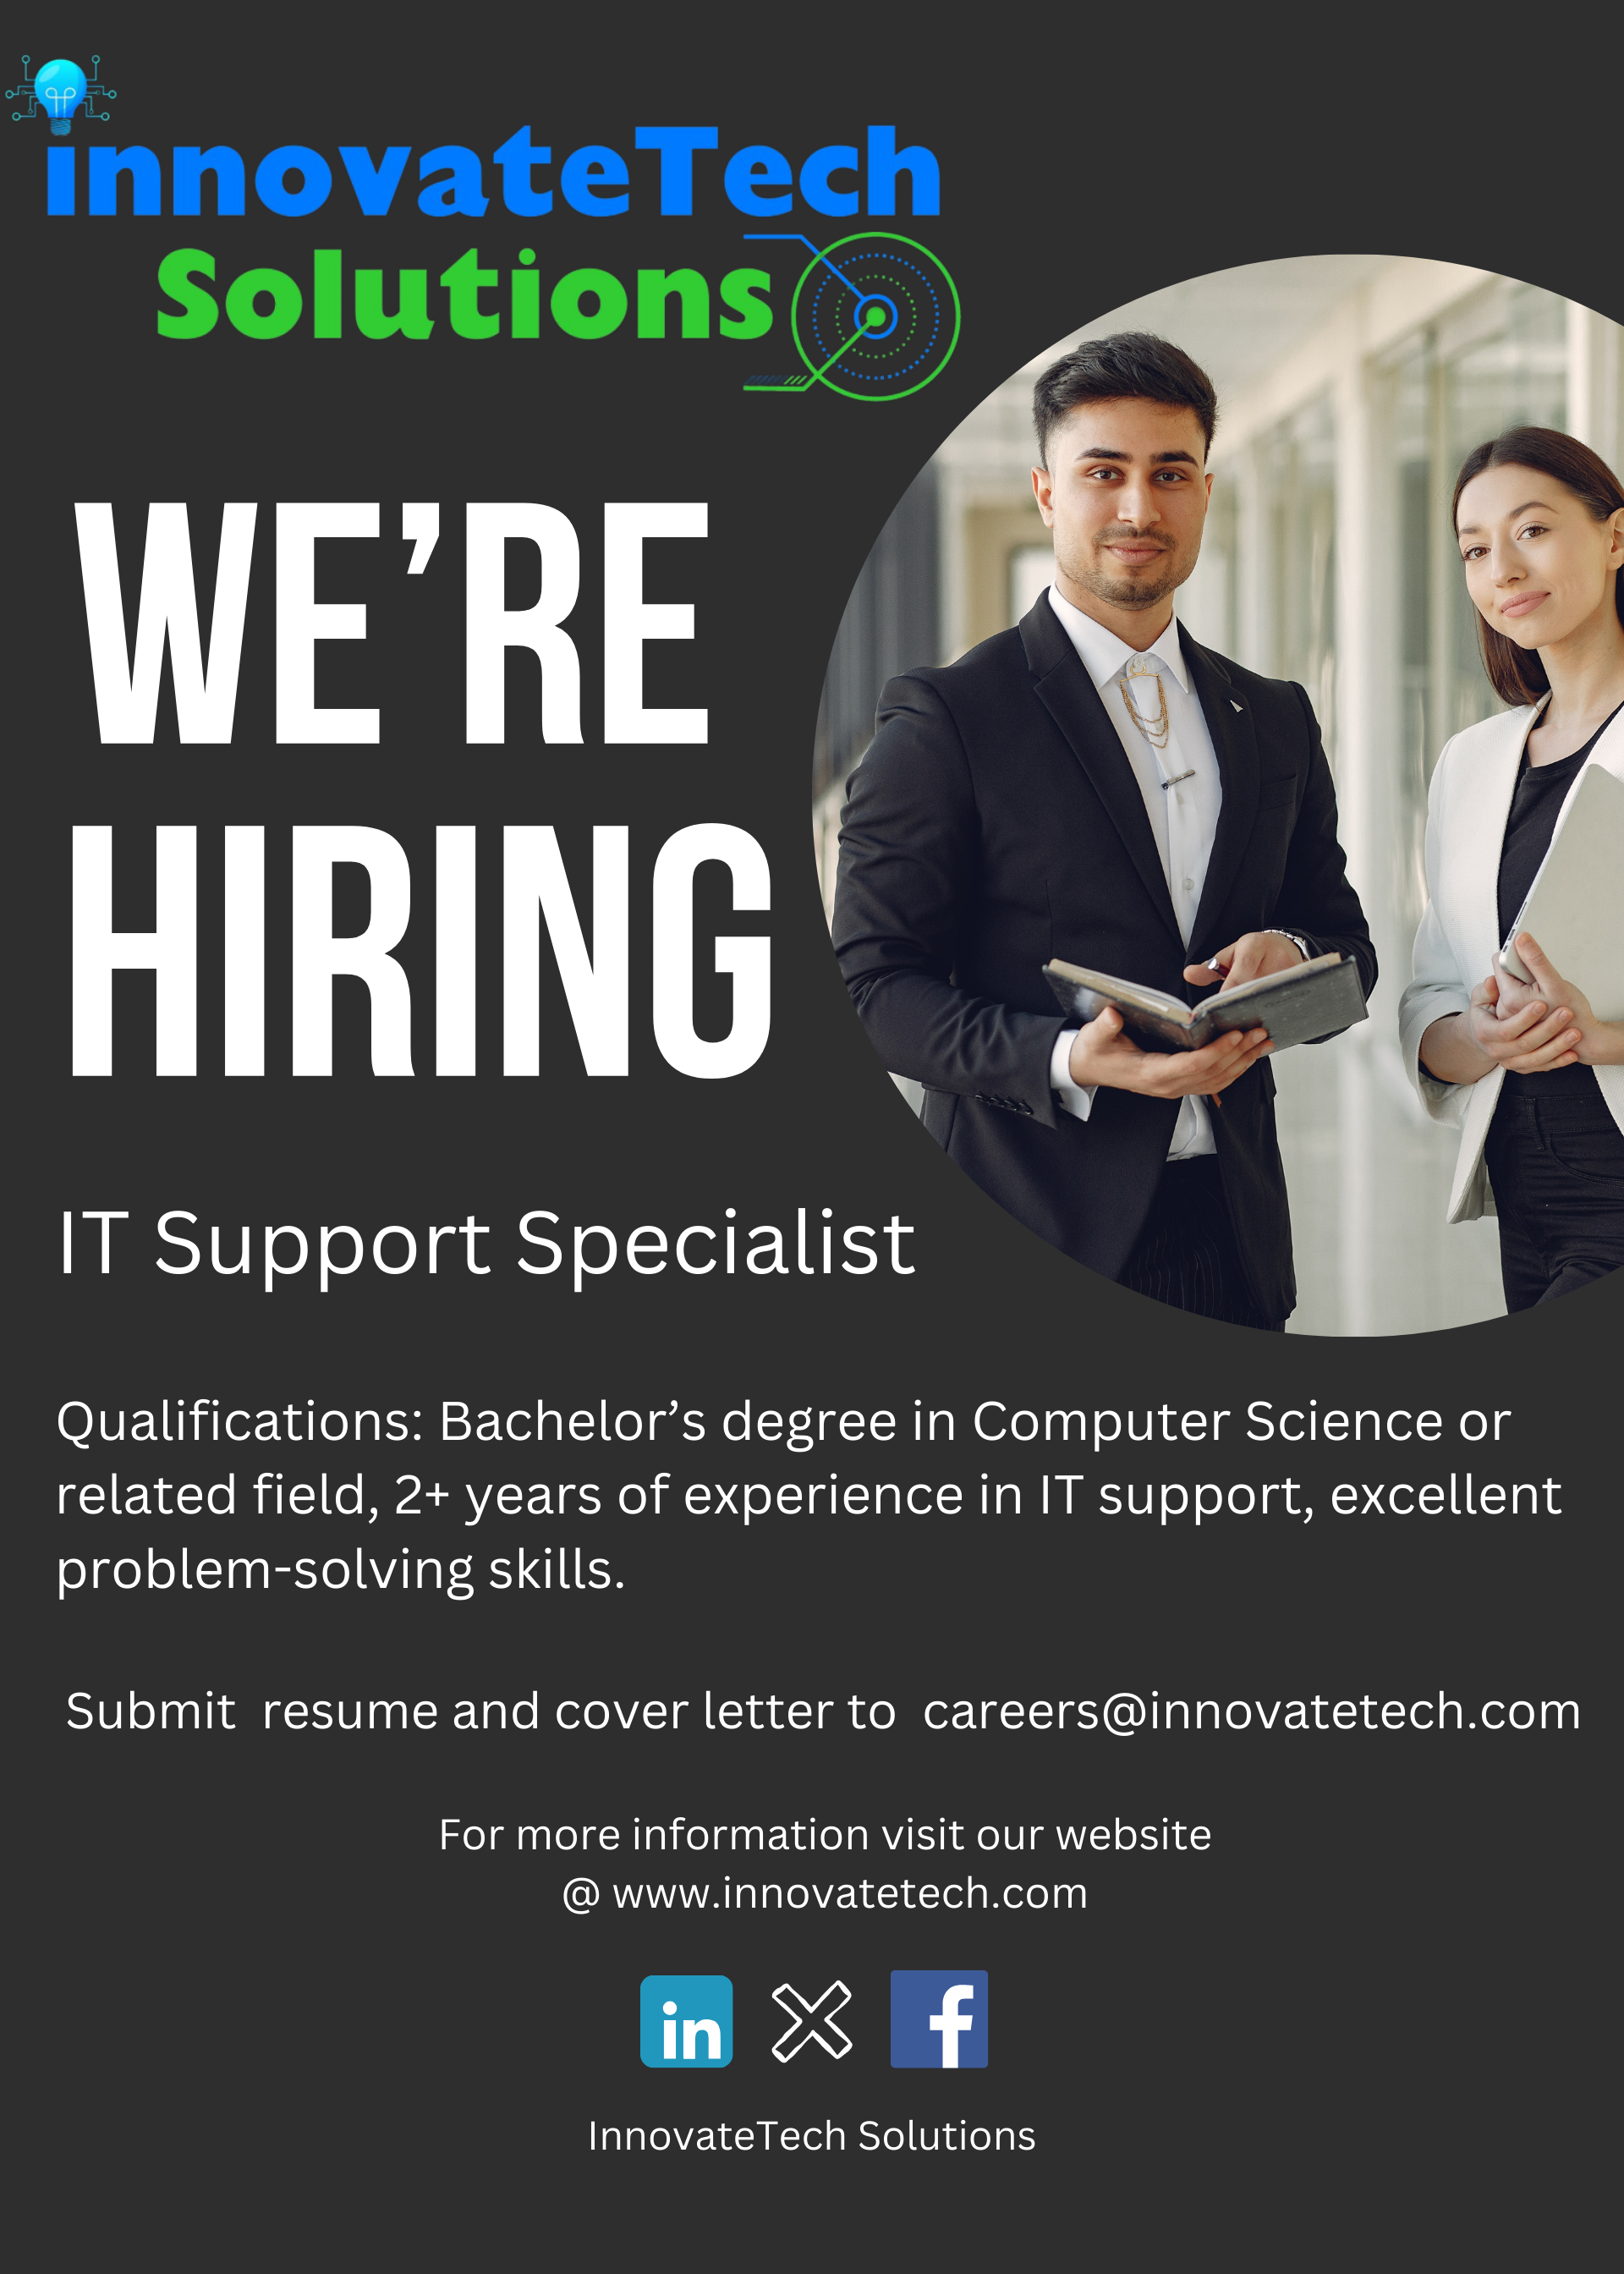 innovateTech
Solutions
WE’RE
HIRING
IT Support Specialist
Qualifications: Bachelor’s degree in Computer Science or
related field, 2+ years of experience in IT support, excellent
problem-solving skills.
Submit  resume and cover letter to  careers@innovatetech.com
For more information visit our website
@ www.innovatetech.com
in f
InnovateTech Solutions